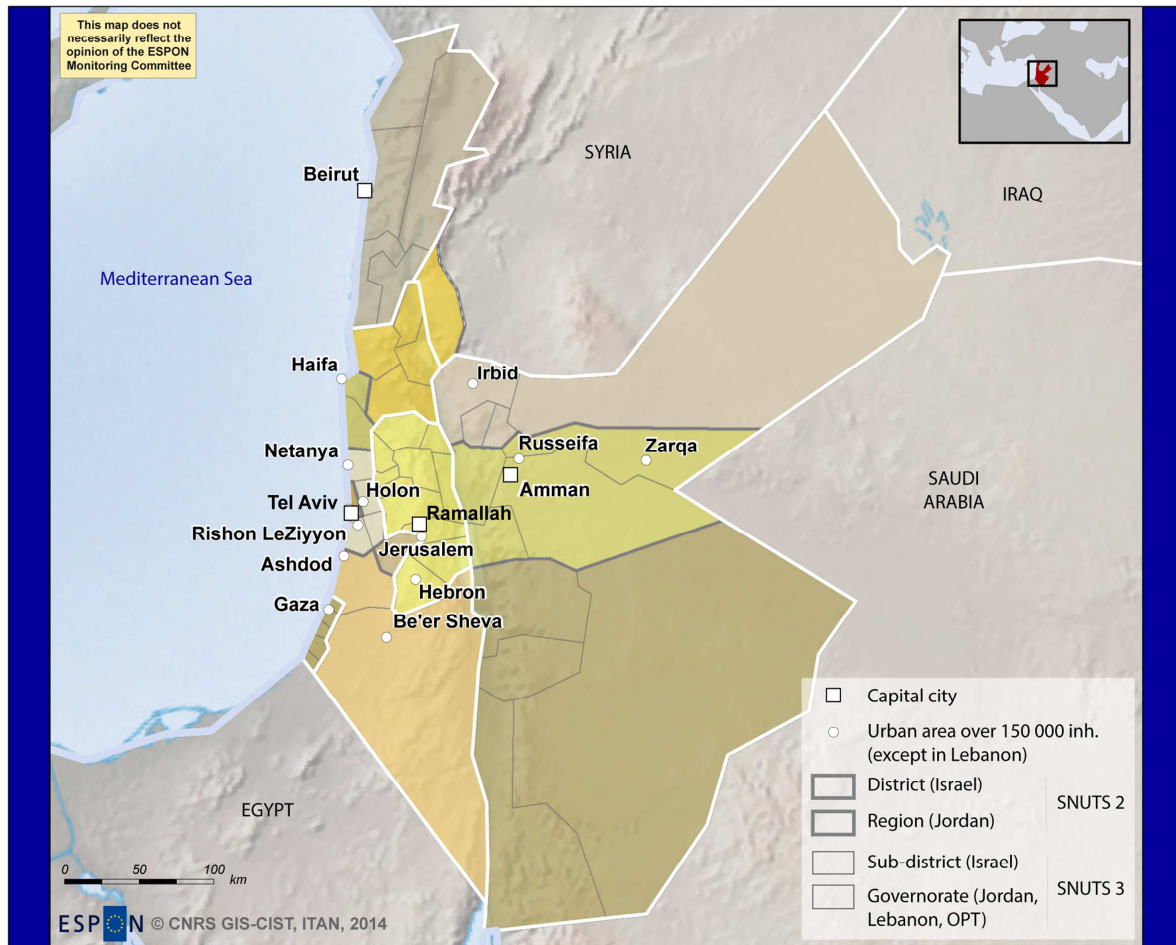 This map does not
necessarily reflect the
opinion of the ESPON
Monitoring Committee
SYRIA
Beirut
IRAQ
Mediterranean Sea
Haifa
Irbid
Netanya
Russeifa
Zarqa
Tel Aviv
Holon
Amman
SAUDI
ARABIA
Ramallah
Rishon LeZiyyon
Jerusalem
Ashdod
Hebron
Gaza
Be'er Sheva
EGYPT
Capital city
Urban area over 150 000 inh.
(except in Lebanon)
District (Israel)
SNUTS 2
Region (Jordan)
Sub-district (Israel)
SNUTS 3
Governorate (Jordan,
Lebanon, OPT)
0 50 100
km
ESPON © CNRS GIS-CIST, ITAN, 2014